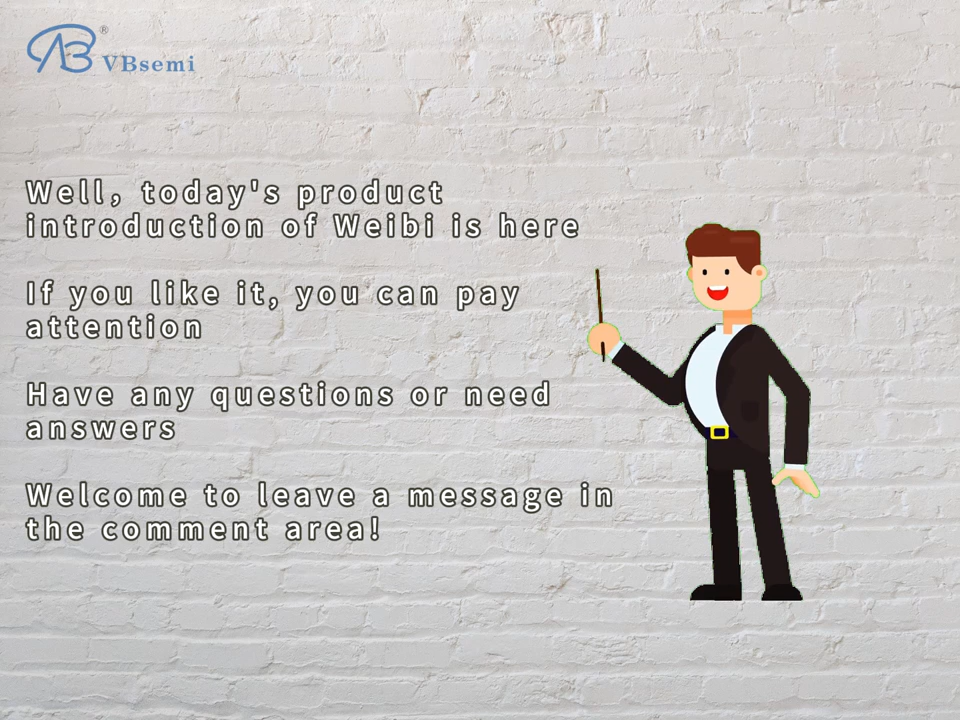 VBsemi
Well, today's product
introduction of Weibi is here
If you like it, you can pay
attention
Have any questions or need
answers
Welcome to leave a message in
the comment area!